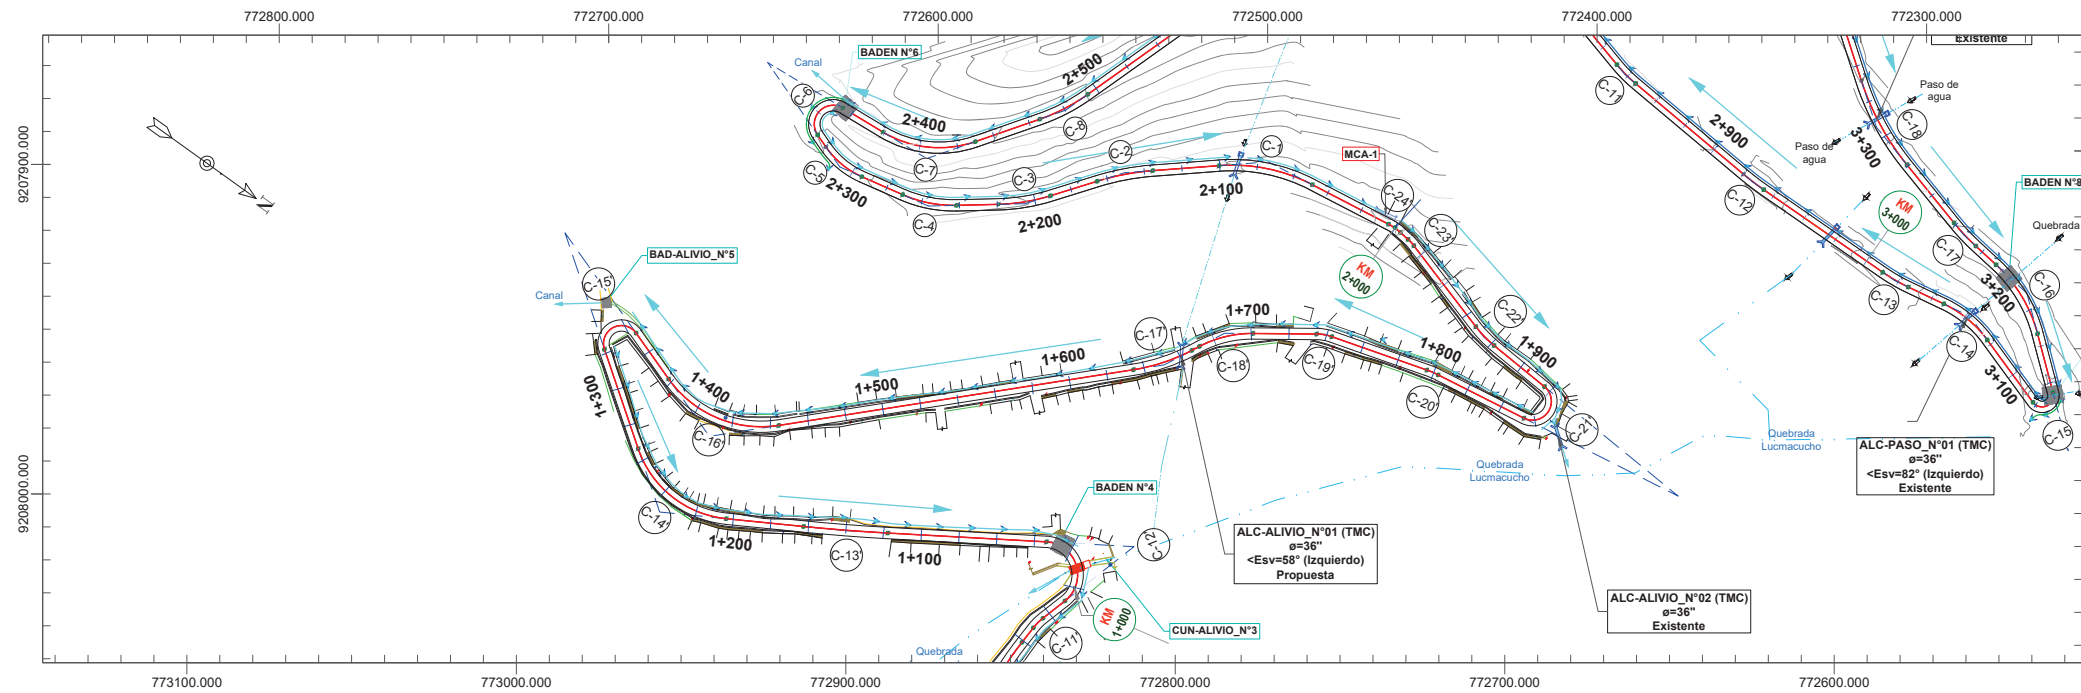 772800.000
772700.000
772600.000
772500.000
772400.000
772300.000
9207900.000
9208000.000
773100.000
773000.000
772900.000
772800.000
772700.000
772600.000
N
BADEN N°6
Canal
C-6
2+400
2+500
C-8
C-7
C-5
2+300
C-4
C-3
2+200
C-2
C-1
2+100
MCA-1
C-24'
C-23'
KM
2+000
C-22'
1+900
C-21'
1+800
C-20'
C-19'
1+700
C-18'
C-17'
1+600
1+500
1+400
C-16'
BAD-ALIVIO_N°5
Canal
C-15'
1+300
C-14'
1+200
C-13'
1+100
BADEN N°4
C-12'
KM
1+000
C-11'
CUN-ALIVIO_N°3
Quebrada
ALC-ALIVIO_N°01 (TMC)
ø=36"
<Esv=58° (Izquierdo)
Propuesta
Quebrada
Lucmacucho
ALC-ALIVIO_N°02 (TMC)
ø=36"
Existente
Quebrada
Lucmacucho
ALC-PASO_N°01 (TMC)
ø=36"
<Esv=82° (Izquierdo)
Existente
Existente
C-11
2+900
C-12
Paso de
agua
Paso de
agua
C-18
3+300
KM
3+000
C-13
C-17
BADEN N°8
Quebrada
C-16
3+200
C-14
3+100
C-15